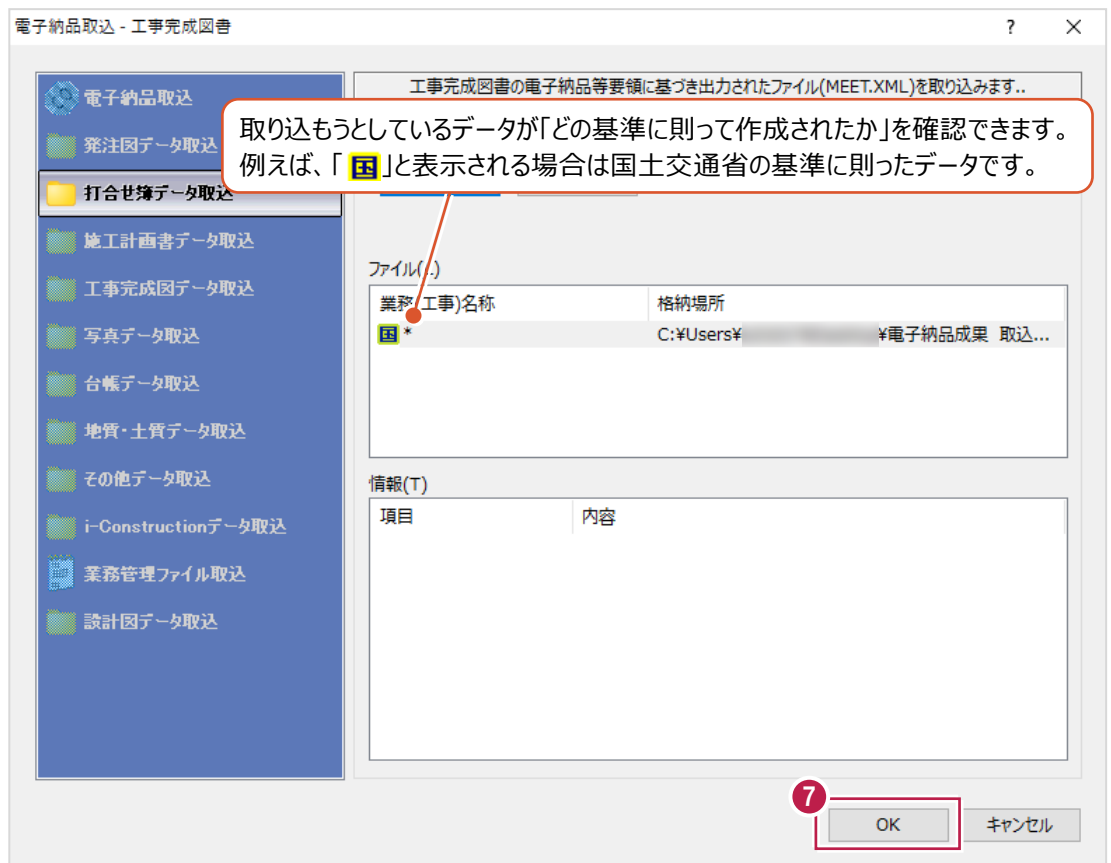 電子納品取込 - 工事完成図書
? ×
電子納品取込
発注図データ取込
打合せ簿データ取込
施工計画書データ取込
工事完成図データ取込
写真データ取込
台帳データ取込
地質・土質データ取込
その他データ取込
i-Constructionデータ取込
業務管理ファイル取込
設計図データ取込
工事完成図書の電子納品等要領に基づき出力されたファイル(MEET.XML)を取り込みます..
取り込もうとしているデータが「どの基準に則って作成されたか」を確認できます。
例えば、「国」と表示される場合は国土交通省の基準に則ったデータです。
業務(工事)名称 格納場所
国 * C:¥Users¥ ¥電子納品成果 取込...
情報(T)
項目 内容
7
OK キャンセル